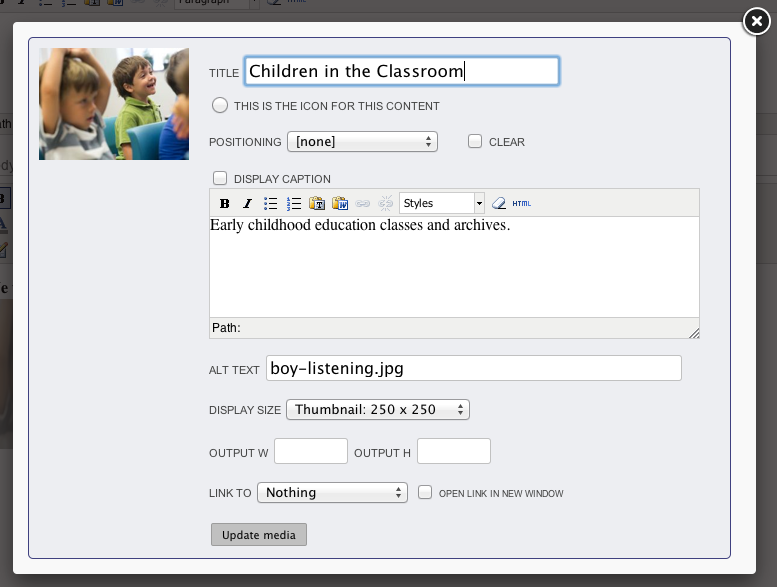 Paragraph
TITLE Children in the Classroom
THIS IS THE ICON FOR THIS CONTENT
POSITIONING [none] CLEAR
DISPLAY CAPTION
B I Styles HTML
Early childhood education classes and archives.
Path:
ALT TEXT boy-listening.jpg
DISPLAY SIZE Thumbnail: 250 x 250
OUTPUT W OUTPUT H
LINK TO Nothing OPEN LINK IN NEW WINDOW
Update media